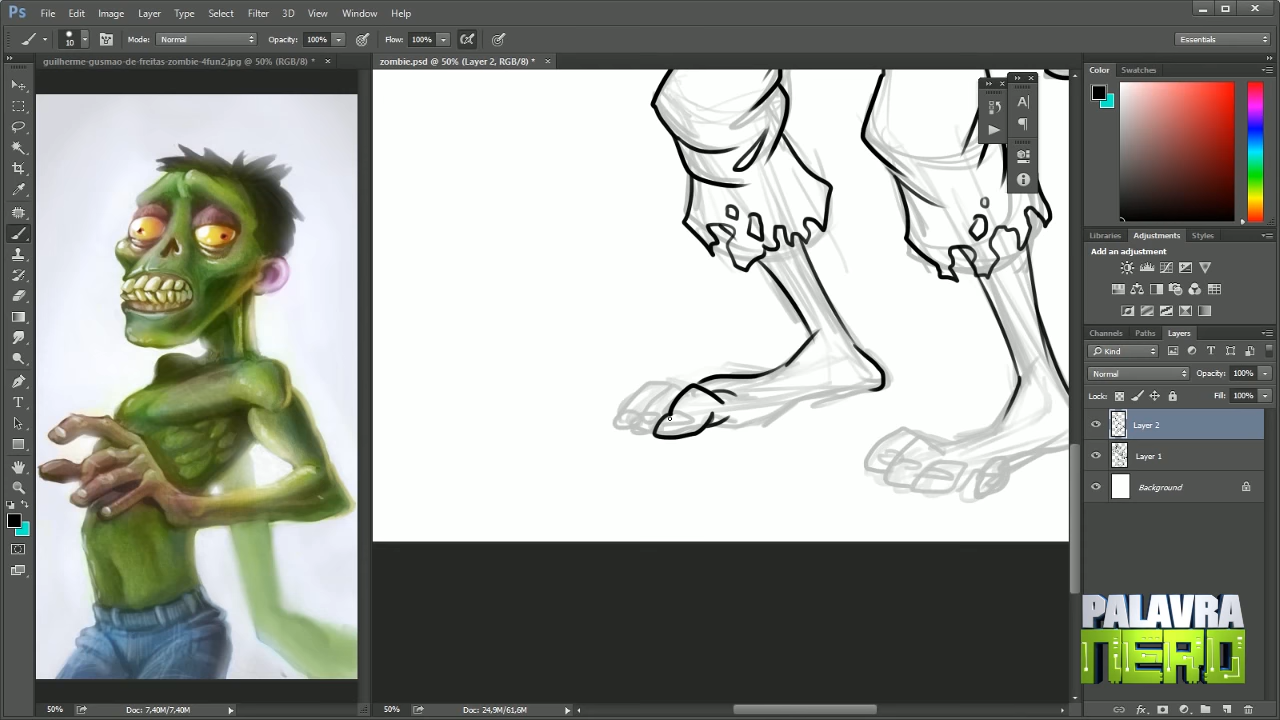 Ps File Edit Image Layer Type Select Filter 3D View Window Help
10 Mode: Normal Opacity: 100% Flow: 100% Essentials
guilherme-gusmao-de-freitas-zombie-4fun2.jpg @ 50% (RGB/8) * × zombie.psd @ 50% (Layer 2, RGB/8) * ×
Color Swatches
Libraries Adjustments Styles
Add an adjustment
Channels Paths Layers
Kind
Normal Opacity: 100%
Lock: Fill: 100%
Layer 2
Layer 1
Background
PALAVRA
NERD
50% Doc: 7,40M/7,40M 50% Doc: 24,9M/61,6M